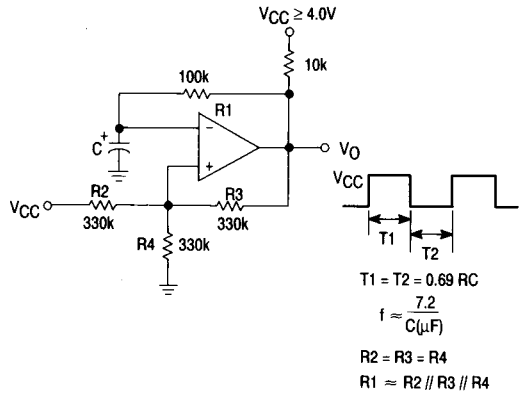 VCC ≥ 4.0V
10k
100k
R1
−
+
+
C
VO
R2
VCC
330k
R3
330k
R4
330k
VCC
T1
T2
T1 = T2 = 0.69 RC
f ≈ 7.2
C(μF)
R2 = R3 = R4
R1 ≈ R2 // R3 // R4